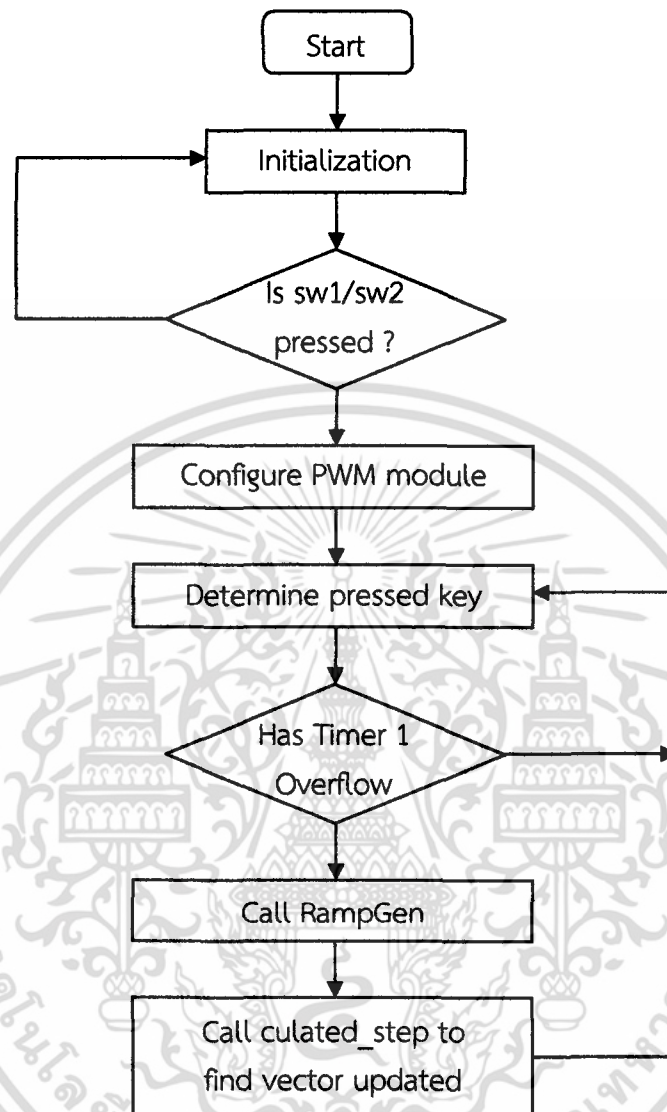 Start
Initialization
Is sw1/sw2
pressed ?
Configure PWM module
Determine pressed key
Has Timer 1
Overflow
Call RampGen
Call culated_step to
find vector updated